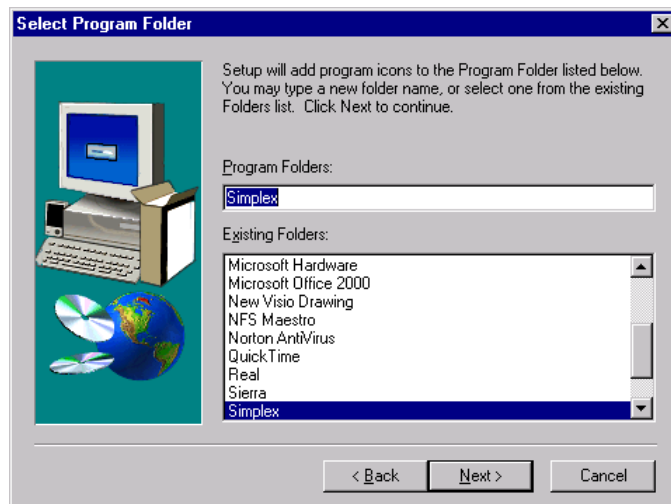 Select Program Folder
Setup will add program icons to the Program Folder listed below.
You may type a new folder name, or select one from the existing
Folders list.  Click Next to continue.
Program Folders:
Simplex
Existing Folders:
Microsoft Hardware
Microsoft Office 2000
New Visio Drawing
NFS Maestro
Norton AntiVirus
QuickTime
Real
Sierra
Simplex
< Back
Next >
Cancel